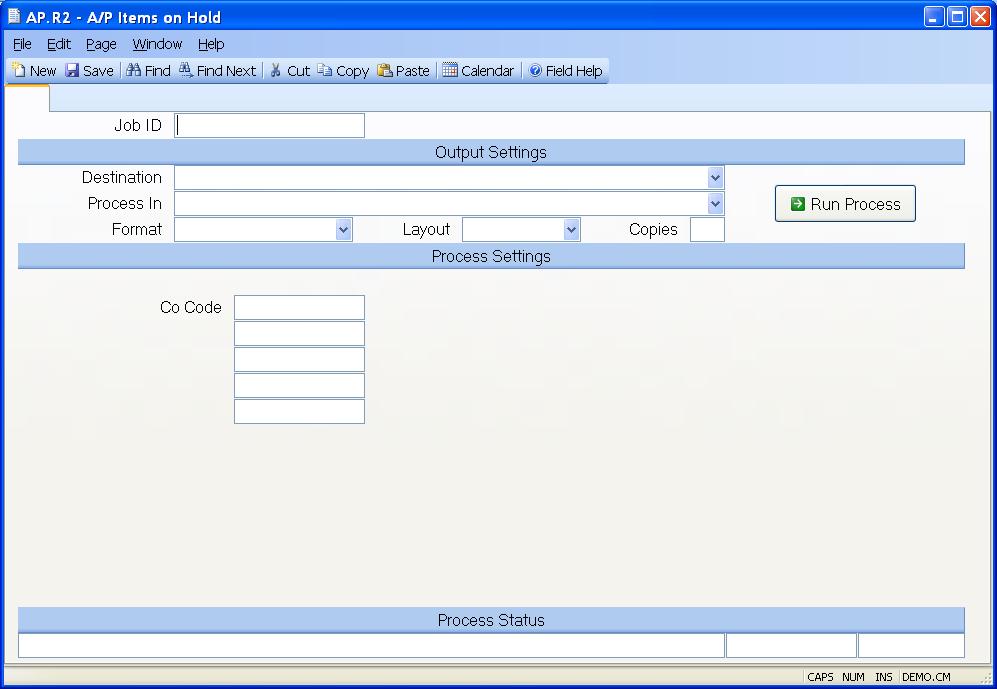 AP.R2 - A/P Items on Hold
File Edit Page Window Help
New Save Find Find Next Cut Copy Paste Calendar Field Help
Job ID
Output Settings
Destination
Process In
Run Process
Format Layout Copies
Process Settings
Co Code
Process Status
CAPS NUM INS DEMO.CM